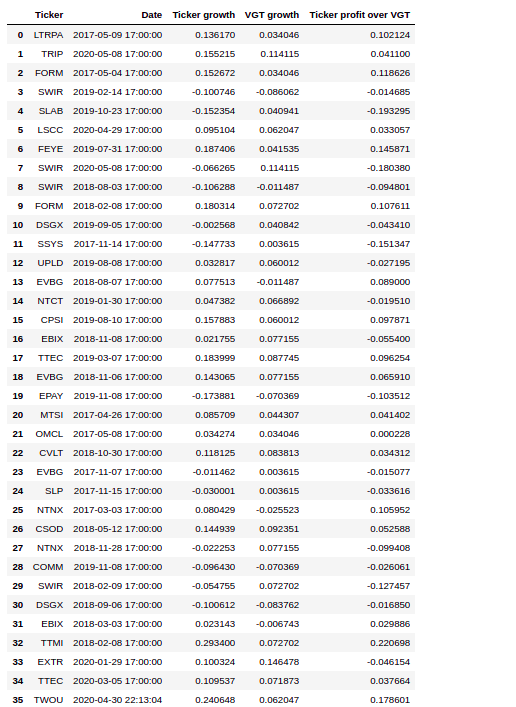 Ticker Date Ticker growth VGT growth Ticker profit over VGT
0 LTRPA 2017-05-09 17:00:00 0.136170 0.034046 0.102124
1 TRIP 2020-05-08 17:00:00 0.155215 0.114115 0.041100
2 FORM 2017-05-04 17:00:00 0.152672 0.034046 0.118626
3 SWIR 2019-02-14 17:00:00 -0.100746 -0.086062 -0.014685
4 SLAB 2019-10-23 17:00:00 -0.152354 0.040941 -0.193295
5 LSCC 2020-04-29 17:00:00 0.095104 0.062047 0.033057
6 FEYE 2019-07-31 17:00:00 0.187406 0.041535 0.145871
7 SWIR 2020-05-08 17:00:00 -0.066265 0.114115 -0.180380
8 SWIR 2018-08-03 17:00:00 -0.106288 -0.011487 -0.094801
9 FORM 2018-02-08 17:00:00 0.180314 0.072702 0.107611
10 DSGX 2019-09-05 17:00:00 -0.002568 0.040842 -0.043410
11 SSYS 2017-11-14 17:00:00 -0.147733 0.003615 -0.151347
12 UPLD 2019-08-08 17:00:00 0.032817 0.060012 -0.027195
13 EVBG 2018-08-07 17:00:00 0.077513 -0.011487 0.089000
14 NTCT 2019-01-30 17:00:00 0.047382 0.066892 -0.019510
15 CPSI 2019-08-10 17:00:00 0.157883 0.060012 0.097871
16 EBIX 2018-11-08 17:00:00 0.021755 0.077155 -0.055400
17 TTEC 2019-03-07 17:00:00 0.183999 0.087745 0.096254
18 EVBG 2018-11-06 17:00:00 0.143065 0.077155 0.065910
19 EPAY 2019-11-08 17:00:00 -0.173881 -0.070369 -0.103512
20 MTSI 2017-04-26 17:00:00 0.085709 0.044307 0.041402
21 OMCL 2017-05-08 17:00:00 0.034274 0.034046 0.000228
22 CVLT 2018-10-30 17:00:00 0.118125 0.083813 0.034312
23 EVBG 2017-11-07 17:00:00 -0.011462 0.003615 -0.015077
24 SLP 2017-11-15 17:00:00 -0.030001 0.003615 -0.033616
25 NTNX 2017-03-03 17:00:00 0.080429 -0.025523 0.105952
26 CSOD 2018-05-12 17:00:00 0.144939 0.092351 0.052588
27 NTNX 2018-11-28 17:00:00 -0.022253 0.077155 -0.099408
28 COMM 2019-11-08 17:00:00 -0.096430 -0.070369 -0.026061
29 SWIR 2018-02-09 17:00:00 -0.054755 0.072702 -0.127457
30 DSGX 2018-09-06 17:00:00 -0.100612 -0.083762 -0.016850
31 EBIX 2018-03-03 17:00:00 0.023143 -0.006743 0.029886
32 TTMI 2018-02-08 17:00:00 0.293400 0.072702 0.220698
33 EXTR 2020-01-29 17:00:00 0.100324 0.146478 -0.046154
34 TTEC 2020-03-05 17:00:00 0.109537 0.071873 0.037664
35 TWOU 2020-04-30 22:13:04 0.240648 0.062047 0.178601